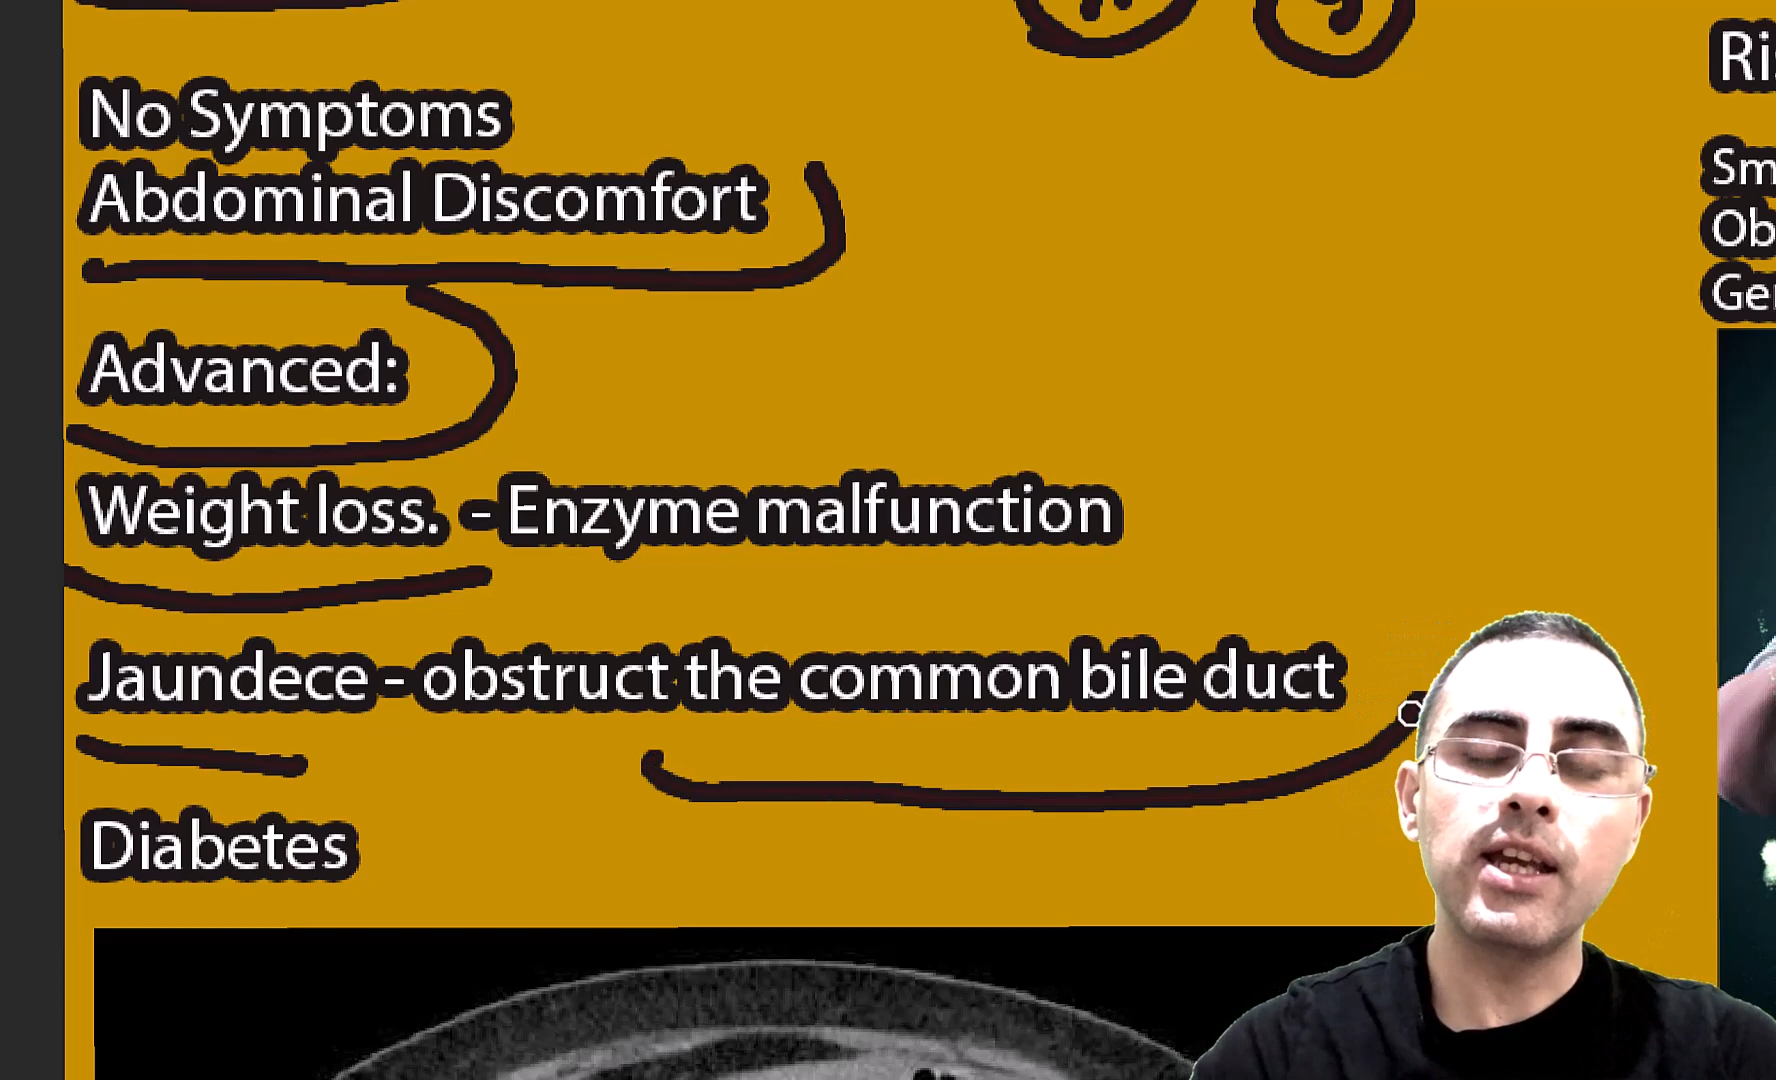 No Symptoms
Abdominal Discomfort
Advanced:
Weight loss. - Enzyme malfunction
Jaundece - obstruct the common bile duct
Diabetes